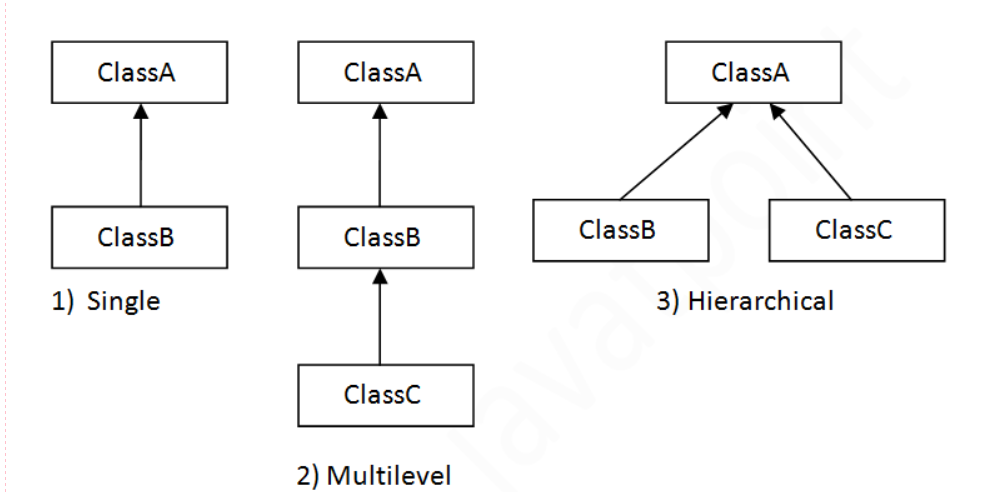 ClassA
ClassB
1) Single
ClassA
ClassB
ClassC
2) Multilevel
ClassA
ClassB
ClassC
3) Hierarchical